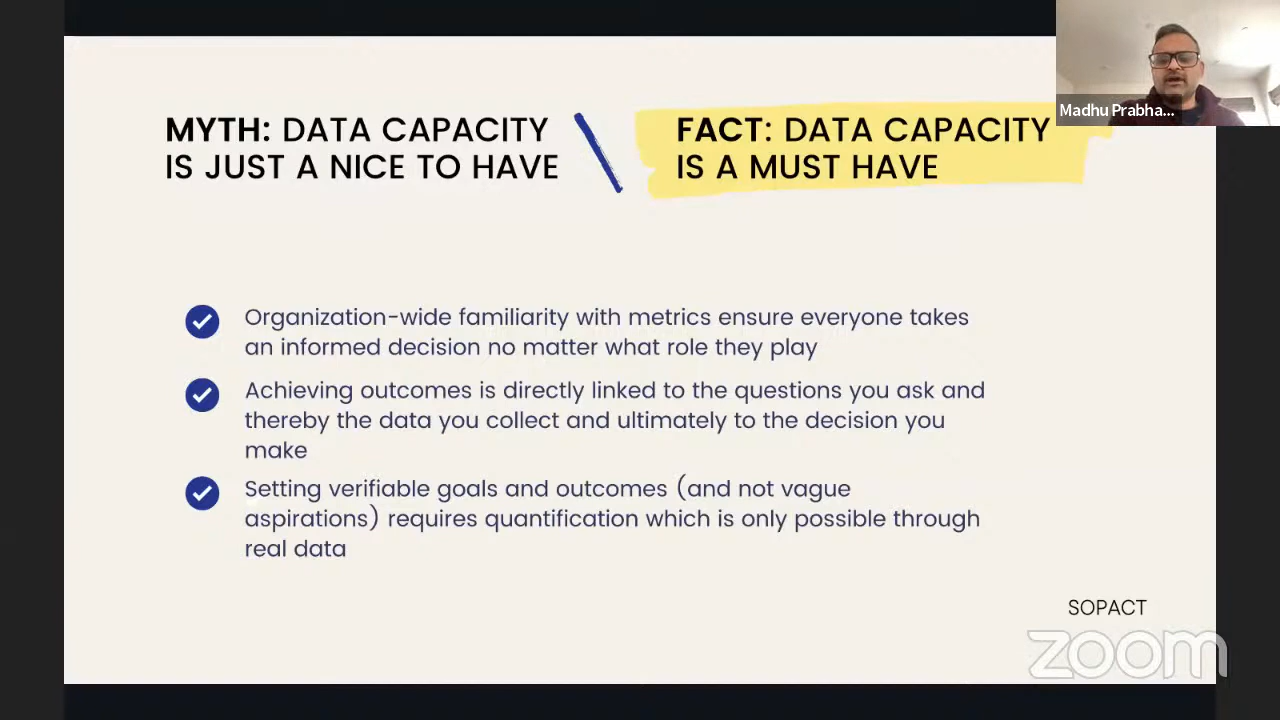 Madhu Prabha...
MYTH: DATA CAPACITY
IS JUST A NICE TO HAVE
FACT: DATA CAPACITY
IS A MUST HAVE
Organization-wide familiarity with metrics ensure everyone takes
an informed decision no matter what role they play
Achieving outcomes is directly linked to the questions you ask and
thereby the data you collect and ultimately to the decision you
make
Setting verifiable goals and outcomes (and not vague
aspirations) requires quantification which is only possible through
real data
SOPACT
zoom